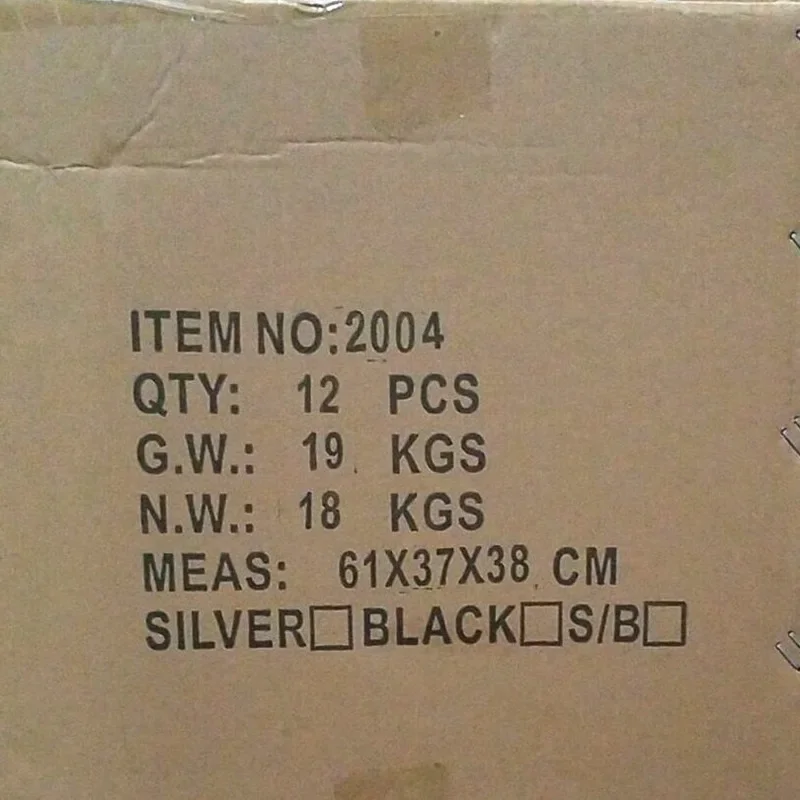 ITEM NO:2004
QTY: 12 PCS
G.W.: 19 KGS
N.W.: 18 KGS
MEAS: 61X37X38 CM
SILVER□BLACK□S/B□